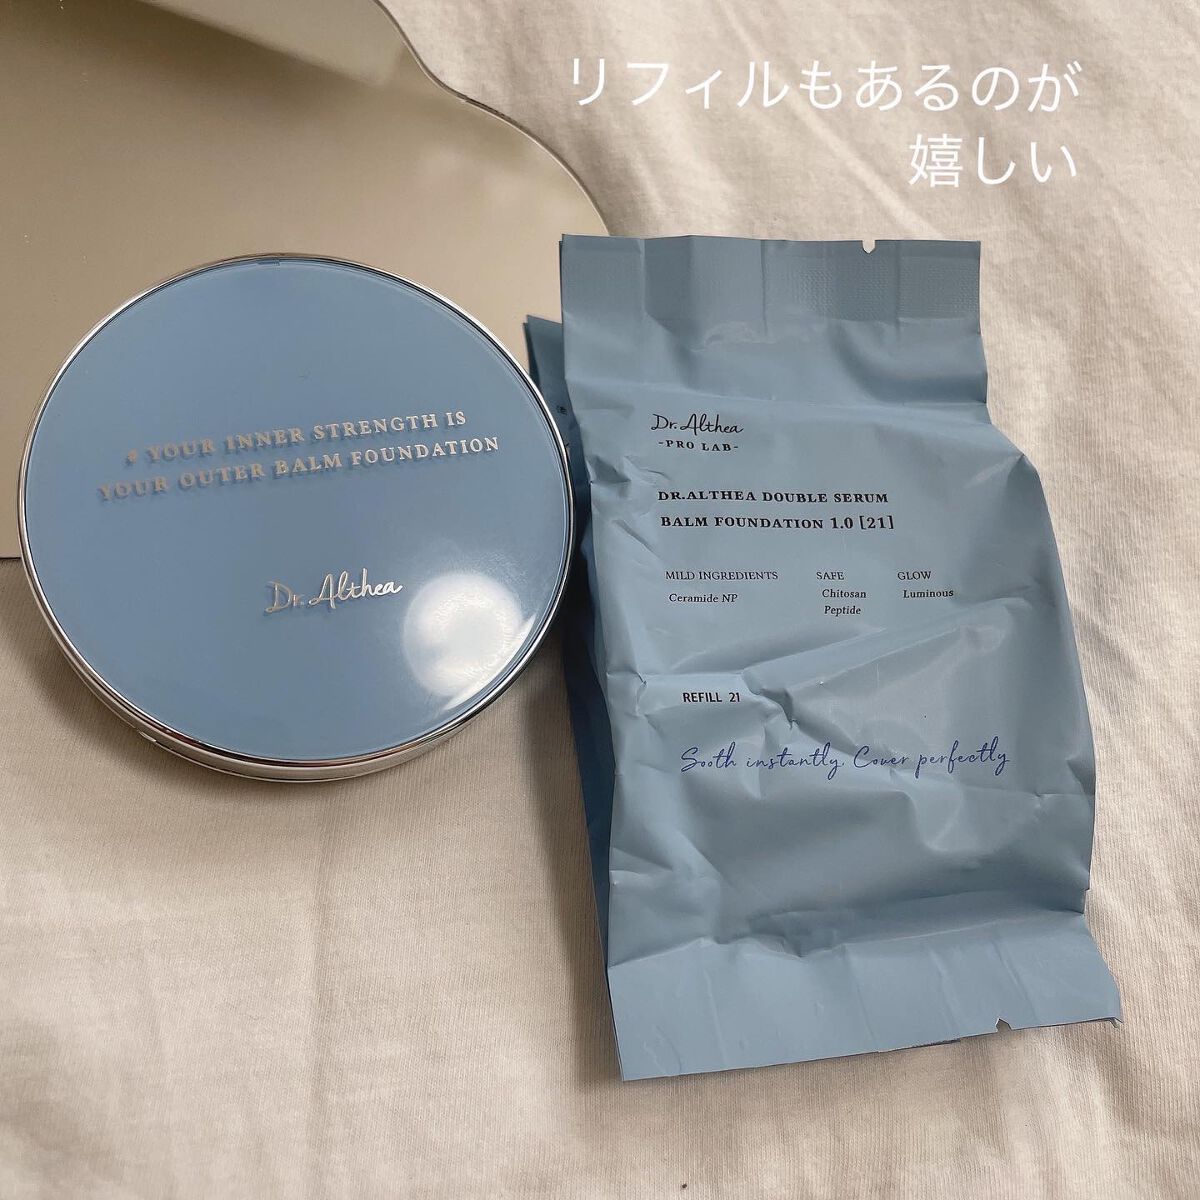 リフィルもあるのが
嬉しい
# YOUR INNER STRENGTH IS
YOUR OUTER BALM FOUNDATION
Dr. Althea
Dr. Althea
-PRO LAB-
DR.ALTHEA DOUBLE SERUM
BALM FOUNDATION 1.0 [21]
MILD INGREDIENTS SAFE GLOW
Ceramide NP Chitosan Luminous
Peptide
REFILL 21
Sooth instantly, Cover perfectly